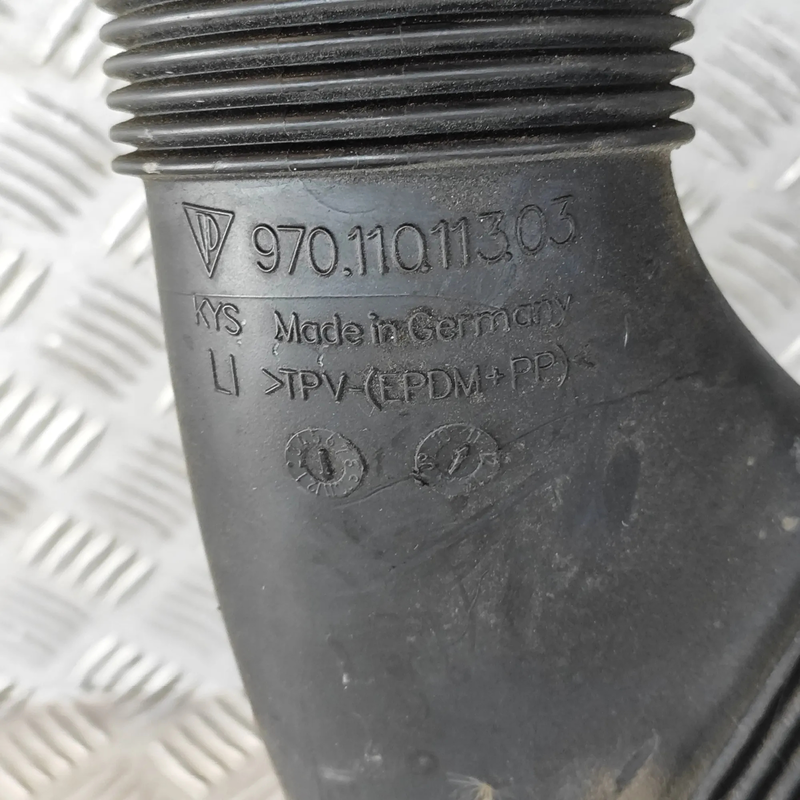 970.110.113.03
KYS Made in Germany
LI >TPV-(EPDM+PP)<